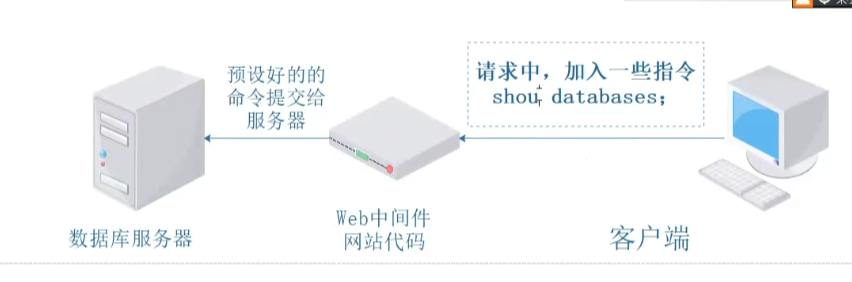 预设好的的
命令提交给
服务器
请求中，加入一些指令
shou databases；
Web中间件
网站代码
数据库服务器
客户端